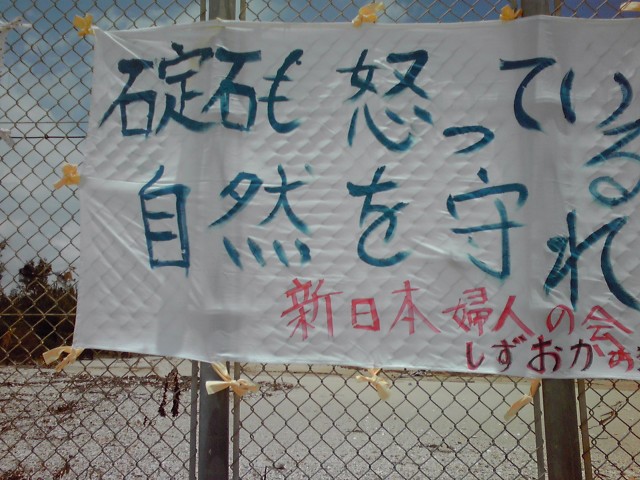 碇石も怒っている
自然を守れ
新日本婦人の会
しずおか